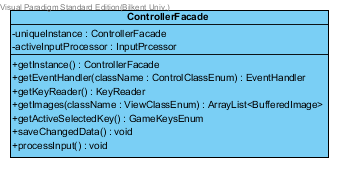 Visual Paradigm Standard Edition(Bilkent Univ.)
ControllerFacade
-uniqueInstance : ControllerFacade
-activeInputPprocessor : InputPrcessor
+getInstance() : ControllerFacade
+getEventHandler(className : ControlClassEnum) : EventHandler
+getKeyReader() : KeyReader
+getImages(className : ViewClassEnum) : ArrayList<BufferedImage>
+getActiveSelectedKey() : GameKeysEnum
+saveChangedData() : void
+processInput() : void